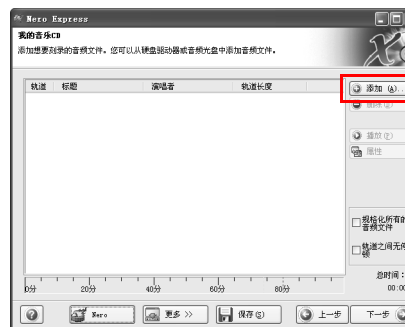 Nero Express
我的音乐CD
添加想要刻录的音频文件。您可以从硬盘驱动器或音频光盘中添加音频文件。
轨道 标题 演唱者 轨道长度
添加 (A)...
删除 (D)
播放 (P)
属性
规格化所有的
音频文件
轨道之间无停
顿
总时间：
00:00
0分 20分 40分 60分 80分
Nero 更多 >> 保存(S) 上一步 下一步